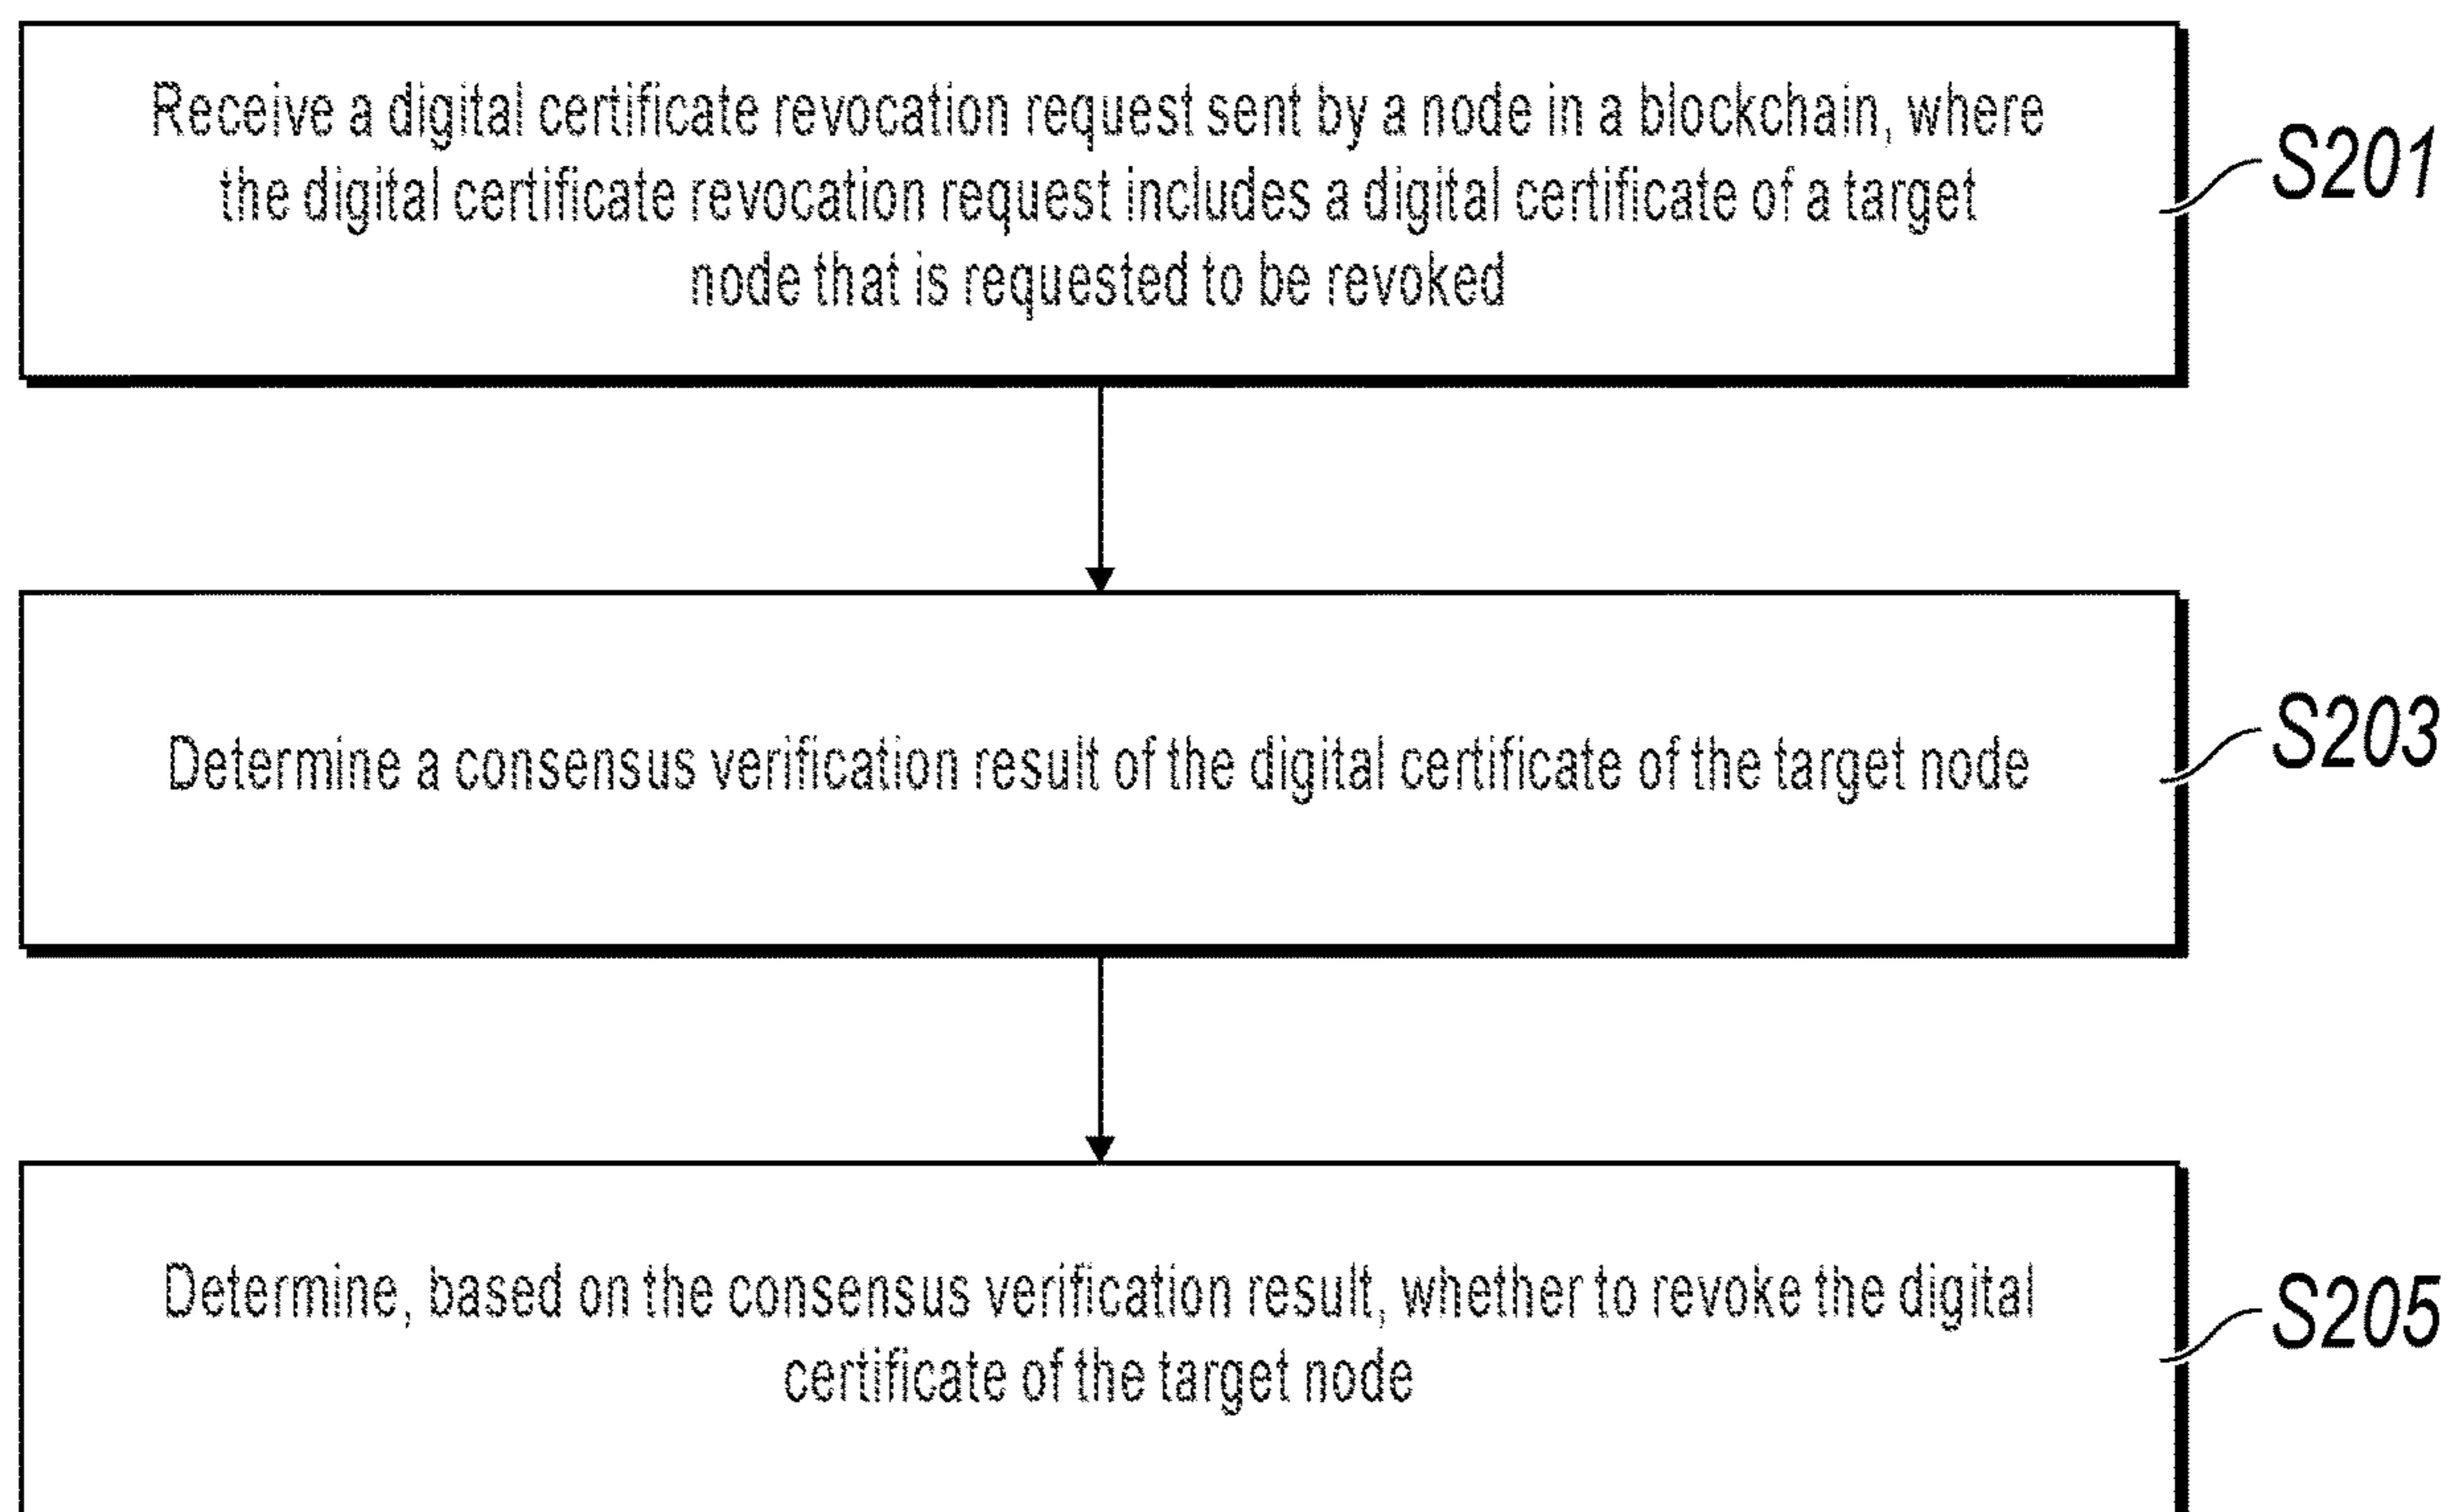 Receive a digital certificate revocation request sent by a node in a blockchain, where
the digital certificate revocation request includes a digital certificate of a target
node that is requested to be revoked
S201
Determine a consensus verification result of the digital certificate of the target node
S203
Determine, based on the consensus verification result, whether to revoke the digital
certificate of the target node
S205